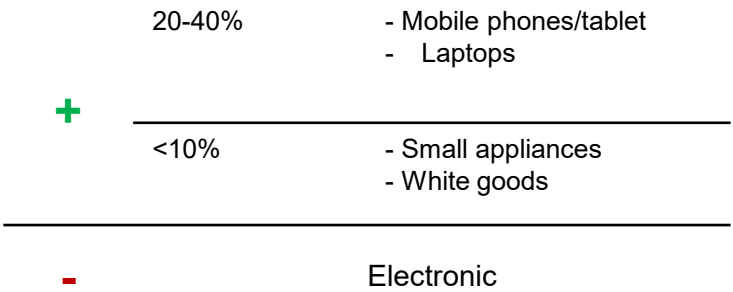 20-40% - Mobile phones/tablet
- Laptops
+
<10% - Small appliances
- White goods
- Electronic